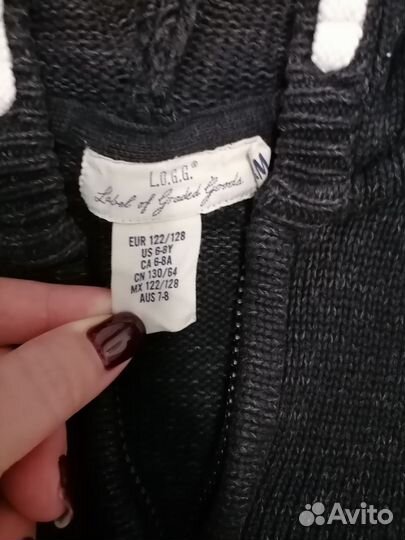 L.O.G.G.®
Label of Graded Goods
EUR 122/128
US 6-8Y
CA 6-8A
CN 130/64
MX 122/128
AUS 7-8
Avito